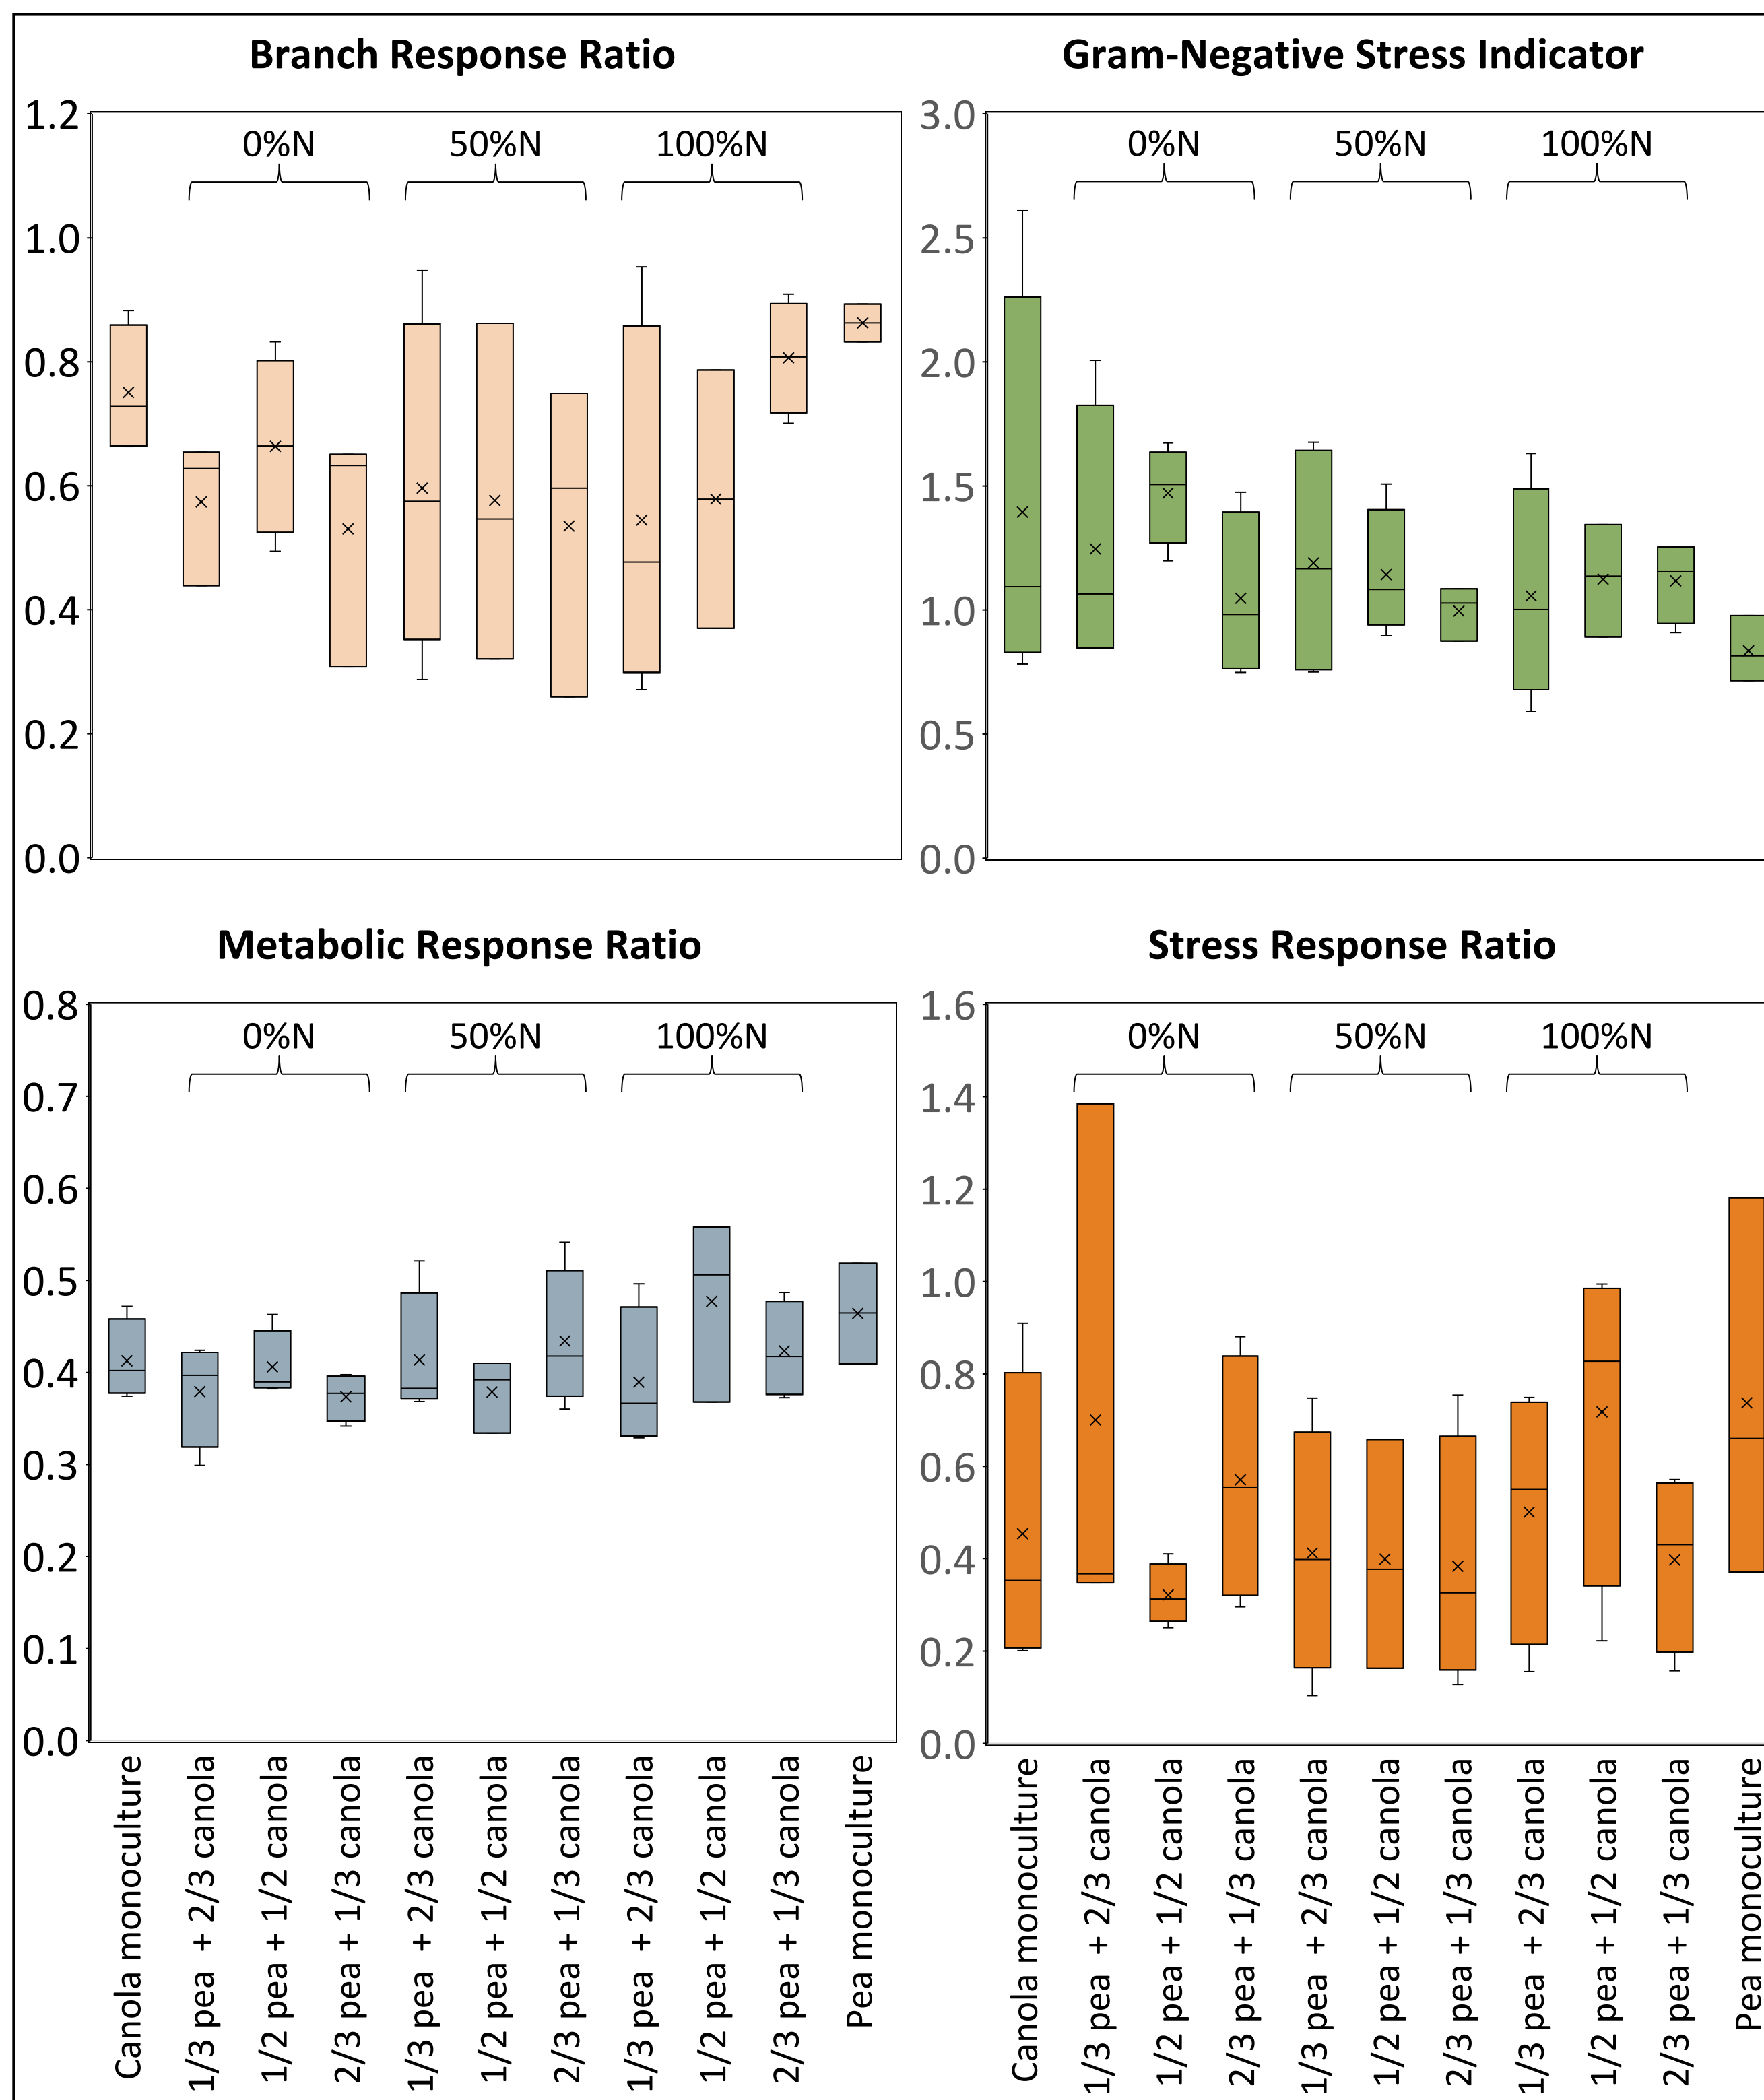 Branch Response Ratio
1.2
1.0
0.8
0.6
0.4
0.2
0.0
0%N 50%N 100%N
Gram-Negative Stress Indicator
3.0
2.5
2.0
1.5
1.0
0.5
0.0
0%N 50%N 100%N
Metabolic Response Ratio
0.8
0.7
0.6
0.5
0.4
0.3
0.2
0.1
0.0
0%N 50%N 100%N
Canola monoculture
1/3 pea + 2/3 canola
1/2 pea + 1/2 canola
2/3 pea + 1/3 canola
1/3 pea + 2/3 canola
1/2 pea + 1/2 canola
2/3 pea + 1/3 canola
1/3 pea + 2/3 canola
1/2 pea + 1/2 canola
2/3 pea + 1/3 canola
Pea monoculture
Stress Response Ratio
1.6
1.4
1.2
1.0
0.8
0.6
0.4
0.2
0.0
0%N 50%N 100%N
Canola monoculture
1/3 pea + 2/3 canola
1/2 pea + 1/2 canola
2/3 pea + 1/3 canola
1/3 pea + 2/3 canola
1/2 pea + 1/2 canola
2/3 pea + 1/3 canola
1/3 pea + 2/3 canola
1/2 pea + 1/2 canola
2/3 pea + 1/3 canola
Pea monoculture